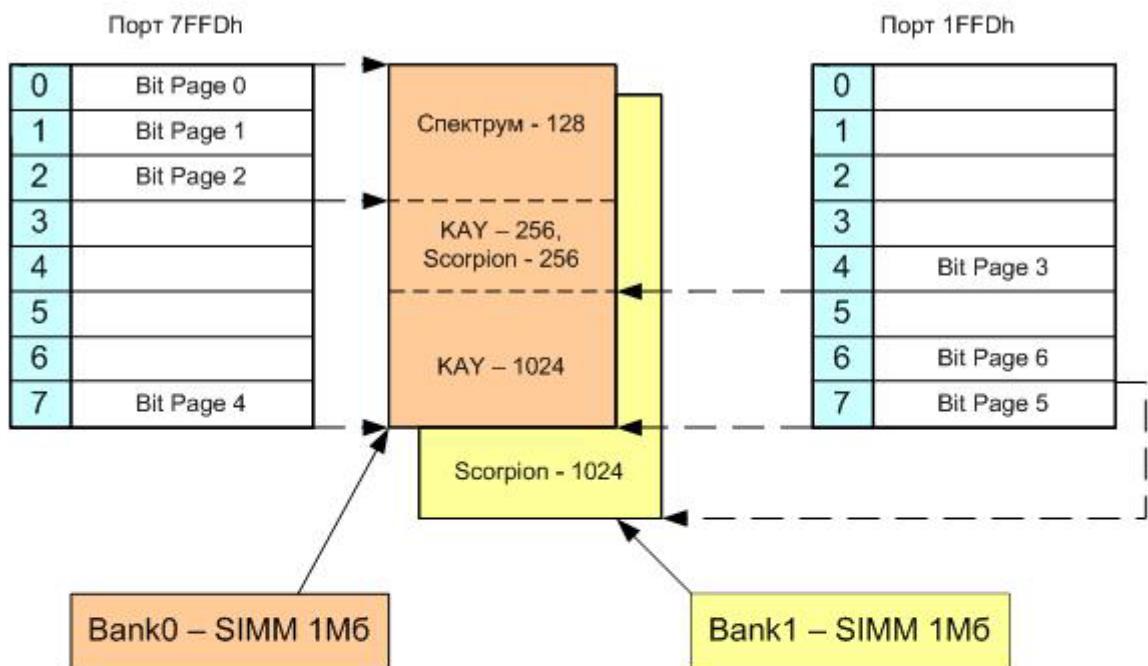 Порт 7FFDh
Порт 1FFDh
0
Bit Page 0
1
Bit Page 1
2
Bit Page 2
3
4
5
6
7
Bit Page 4
Спектрум - 128
KAY – 256,
Scorpion - 256
KAY – 1024
Scorpion - 1024
0
1
2
3
4
Bit Page 3
5
6
Bit Page 6
7
Bit Page 5
Bank0 – SIMM 1Мб
Bank1 – SIMM 1Мб